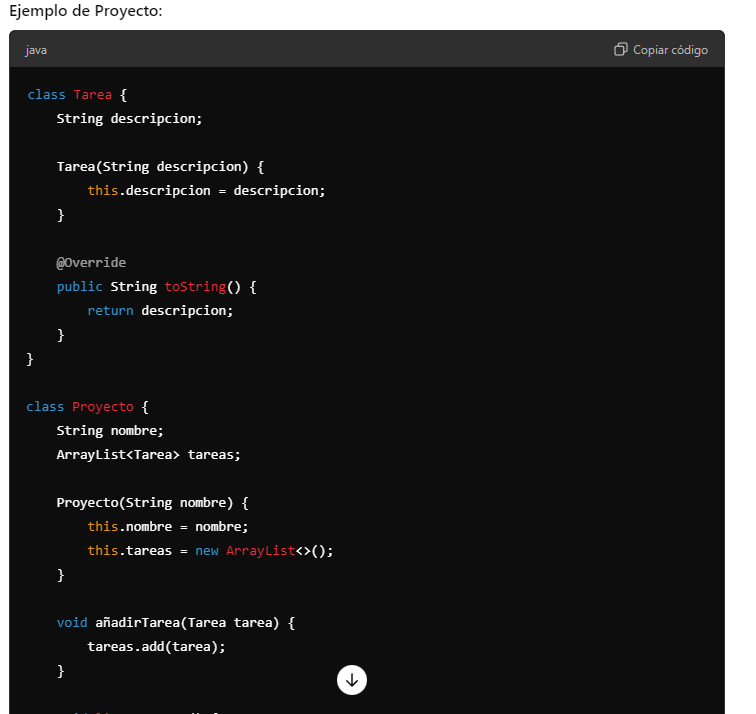 Ejemplo de Proyecto:
java
Copiar código
class Tarea {
    String descripcion;

    Tarea(String descripcion) {
        this.descripcion = descripcion;
    }

    @Override
    public String toString() {
        return descripcion;
    }
}

class Proyecto {
    String nombre;
    ArrayList<Tarea> tareas;

    Proyecto(String nombre) {
        this.nombre = nombre;
        this.tareas = new ArrayList<>();
    }

    void añadirTarea(Tarea tarea) {
        tareas.add(tarea);
    }